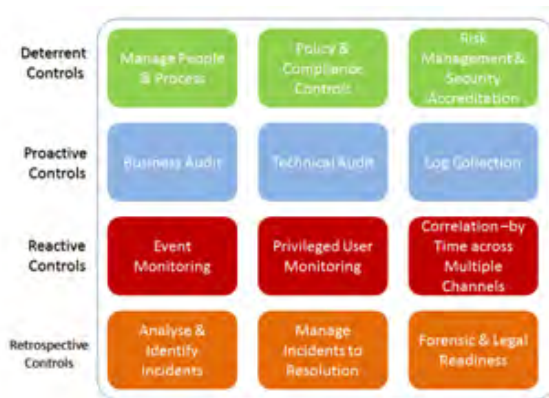 Deterrent
Controls
Manage People
& Process
Policy &
Compliance
Controls
Risk
Management &
Security
Accreditation
Proactive
Controls
Business Audit
Technical Audit
Log Collection
Reactive
Controls
Event
Monitoring
Privileged User
Monitoring
Correlation –by
Time across
Multiple
Channels
Retrospective
Controls
Analyse &
Identify
Incidents
Manage
Incidents to
Resolution
Forensic & Legal
Readiness